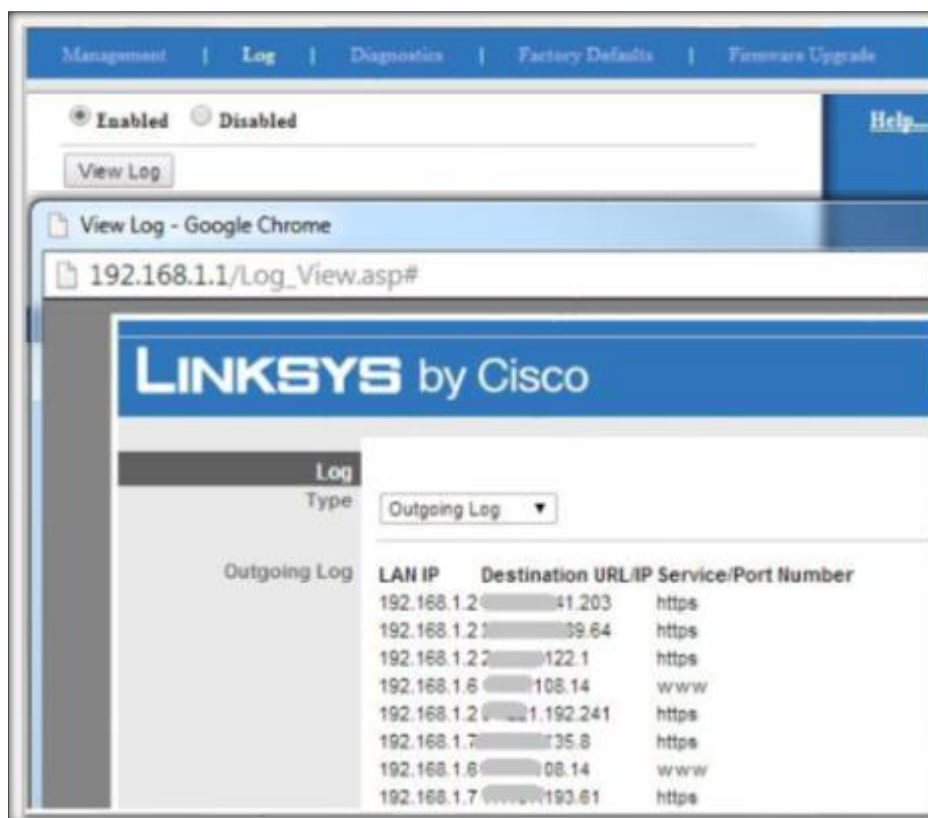 Management | Log | Diagnostics | Factory Defaults | Firmware Upgrade
Enabled Disabled
Help...
View Log
View Log - Google Chrome
192.168.1.1/Log_View.asp#
LINKSYS by Cisco
Log
Type
Outgoing Log
Outgoing Log
LAN IP Destination URL/IP Service/Port Number
192.168.1.2 41.203 https
192.168.1.2 39.64 https
192.168.1.2 2 122.1 https
192.168.1.6 108.14 www
192.168.1.2 1.192.241 https
192.168.1.7 35.8 https
192.168.1.6 08.14 www
192.168.1.7 193.61 https